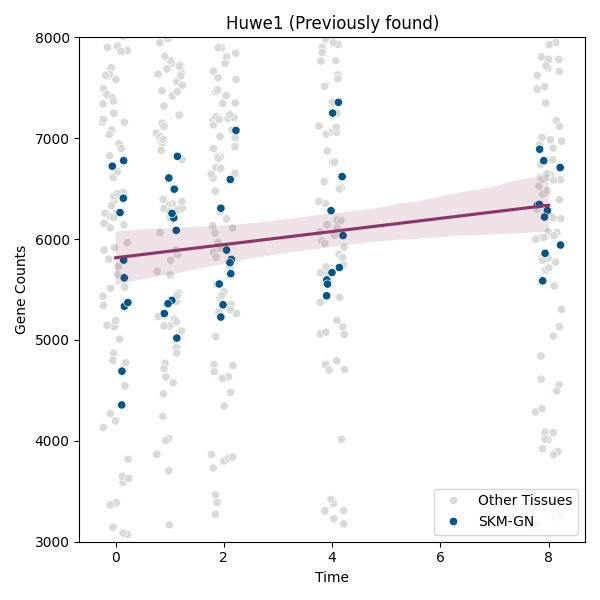 Huwe1 (Previously found)
8000
7000
6000
5000
4000
3000
Gene Counts
0
2
4
6
8
Time
Other Tissues
SKM-GN